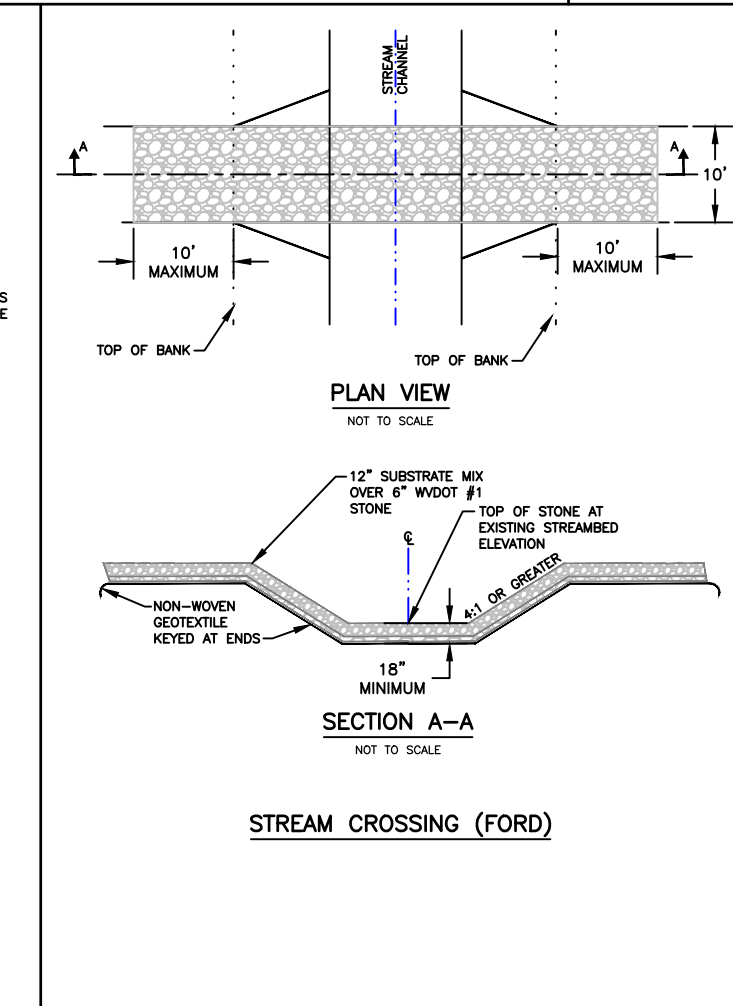 STREAM
CHANNEL
A
A
10'
10'
MAXIMUM
10'
MAXIMUM
S
E
TOP OF BANK
TOP OF BANK
PLAN VIEW
NOT TO SCALE
12" SUBSTRATE MIX
OVER 6" WVDOT #1
STONE
TOP OF STONE AT
EXISTING STREAMBED
ELEVATION
℄
4:1 OR GREATER
NON-WOVEN
GEOTEXTILE
KEYED AT ENDS
18"
MINIMUM
SECTION A-A
NOT TO SCALE
STREAM CROSSING (FORD)